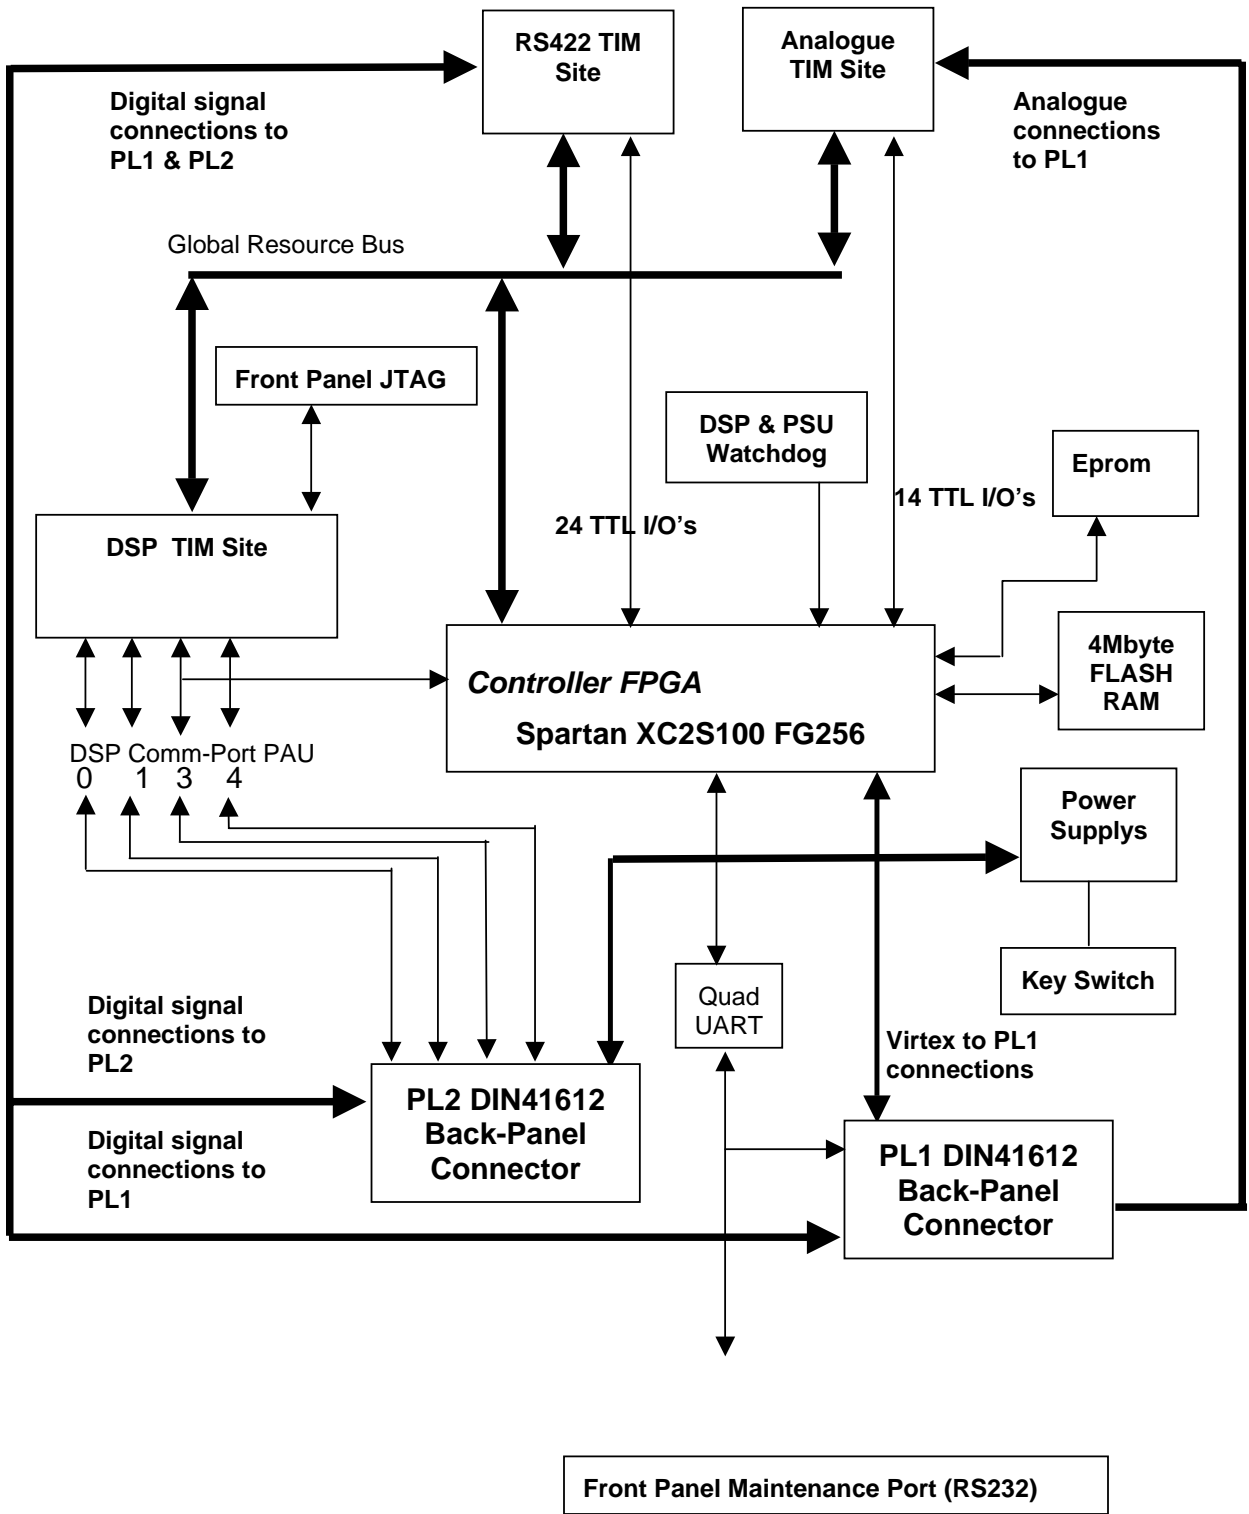 RS422 TIM
Site
Analogue
TIM Site
Digital signal
connections to
PL1 & PL2
Analogue
connections
to PL1
Global Resource Bus
Front Panel JTAG
DSP & PSU
Watchdog
Eprom
14 TTL I/O's
24 TTL I/O's
DSP TIM Site
4Mbyte
FLASH
RAM
Controller FPGA
Spartan XC2S100 FG256
DSP Comm-Port PAU
0 1 3 4
Power
Supplys
Key Switch
Quad
UART
Digital signal
connections to
PL2
Virtex to PL1
connections
PL2 DIN41612
Back-Panel
Connector
Digital signal
connections to
PL1
PL1 DIN41612
Back-Panel
Connector
Front Panel Maintenance Port (RS232)